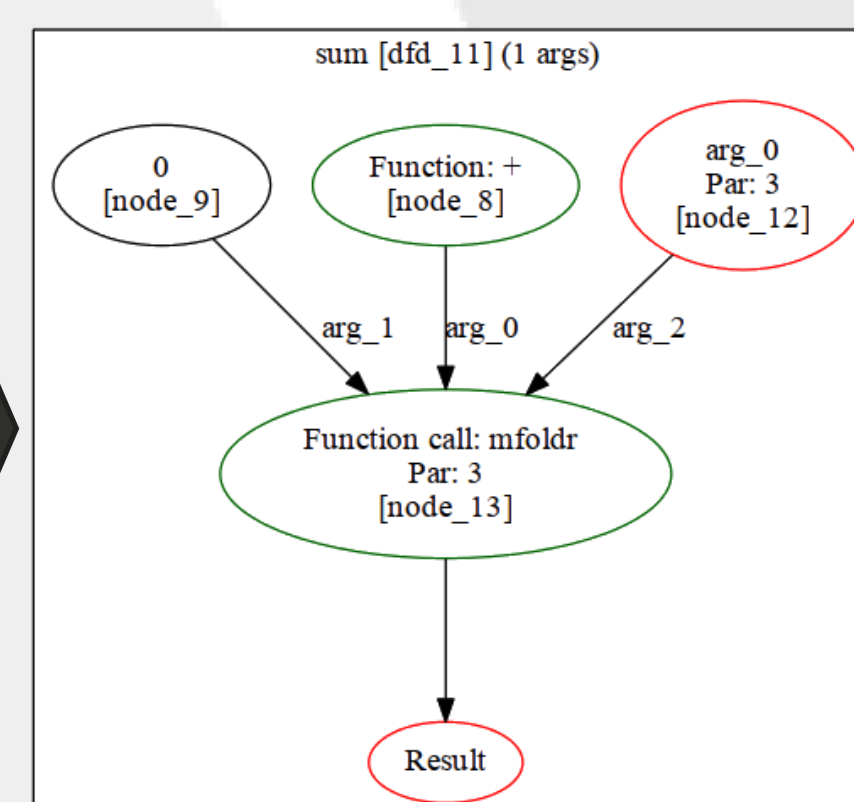 sum [dfd_11] (1 args)
0
[node_9]
Function: +
[node_8]
arg_0
Par: 3
[node_12]
arg_1
arg_0
arg_2
Function call: mfoldr
Par: 3
[node_13]
Result